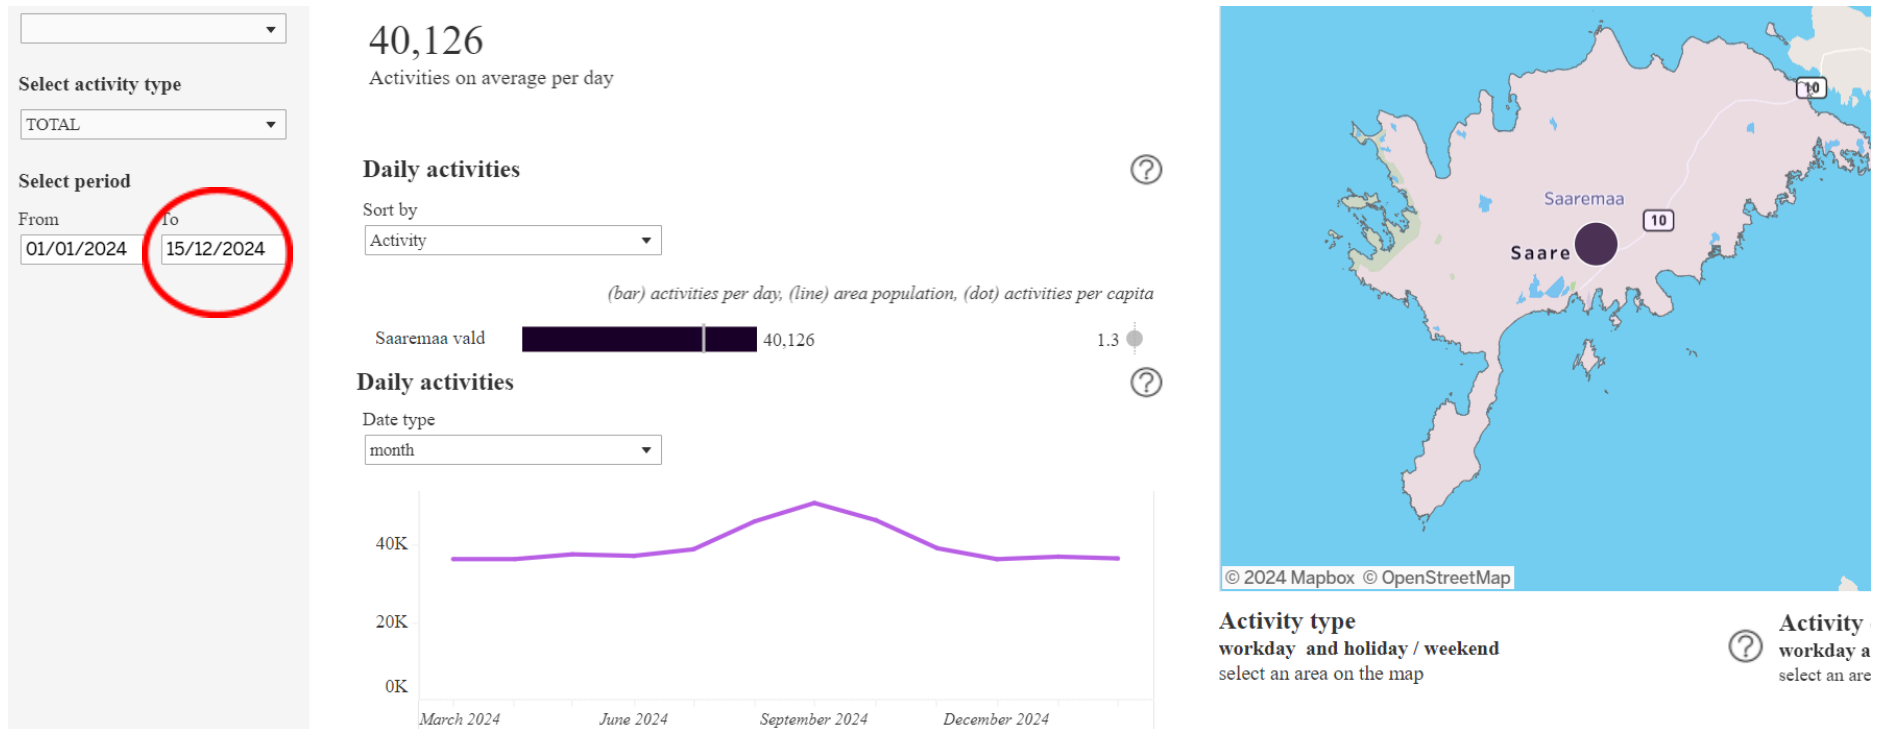 Select activity type
TOTAL
Select period
From To
01/01/2024 15/12/2024
40,126
Activities on average per day
Daily activities
?
Sort by
Activity
(bar) activities per day, (line) area population, (dot) activities per capita
Saaremaa vald 40,126 1.3
Daily activities
?
Date type
month
40K
20K
0K
March 2024 June 2024 September 2024 December 2024
10
Saaremaa
10
Saare
© 2024 Mapbox © OpenStreetMap
Activity type
workday and holiday / weekend
select an area on the map
?
Activity
workday a
select an are